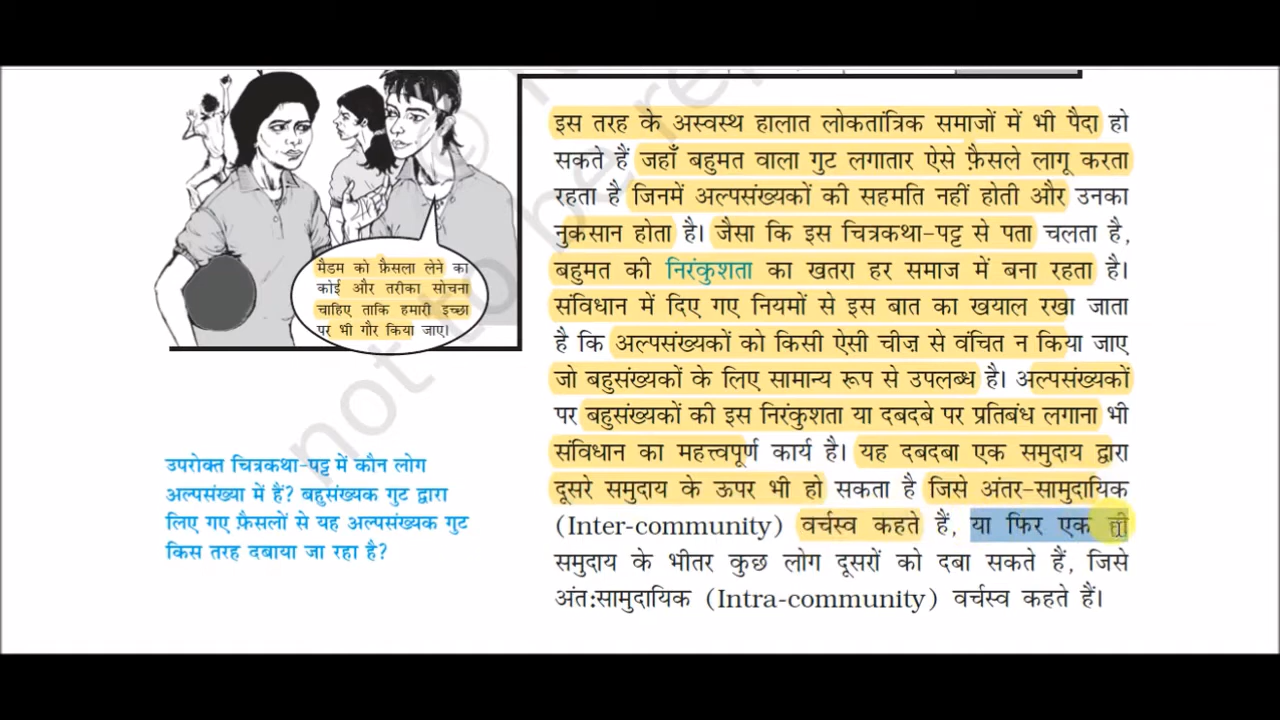 मैडम को फ़ैसला लेने का
कोई और तरीका सोचना
चाहिए ताकि हमारी इच्छा
पर भी गौर किया जाए।
उपरोक्त चित्रकथा-पट्ट में कौन लोग
अल्पसंख्या में हैं? बहुसंख्यक गुट द्वारा
लिए गए फ़ैसलों से यह अल्पसंख्यक गुट
किस तरह दबाया जा रहा है?
इस तरह के अस्वस्थ हालात लोकतांत्रिक समाजों में भी पैदा हो
सकते हैं जहाँ बहुमत वाला गुट लगातार ऐसे फ़ैसले लागू करता
रहता है जिनमें अल्पसंख्यकों की सहमति नहीं होती और उनका
नुकसान होता है। जैसा कि इस चित्रकथा-पट्ट से पता चलता है,
बहुमत की निरंकुशता का खतरा हर समाज में बना रहता है।
संविधान में दिए गए नियमों से इस बात का खयाल रखा जाता
है कि अल्पसंख्यकों को किसी ऐसी चीज़ से वंचित न किया जाए
जो बहुसंख्यकों के लिए सामान्य रूप से उपलब्ध है। अल्पसंख्यकों
पर बहुसंख्यकों की इस निरंकुशता या दबदबे पर प्रतिबंध लगाना भी
संविधान का महत्त्वपूर्ण कार्य है। यह दबदबा एक समुदाय द्वारा
दूसरे समुदाय के ऊपर भी हो सकता है जिसे अंतर-सामुदायिक
(Inter-community) वर्चस्व कहते हैं, या फिर एक ही
समुदाय के भीतर कुछ लोग दूसरों को दबा सकते हैं, जिसे
अंत:सामुदायिक (Intra-community) वर्चस्व कहते हैं।
not to be re